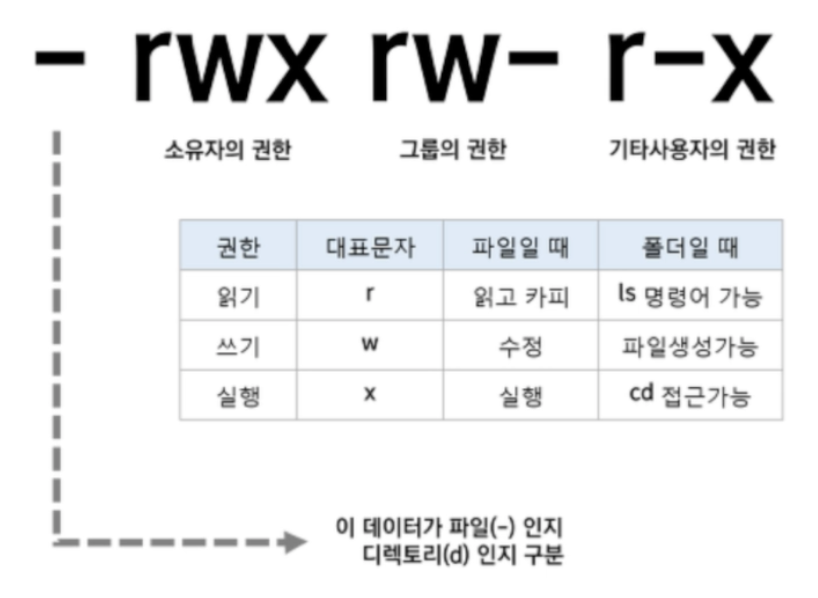 - rwx rw- r-x
소유자의 권한 그룹의 권한 기타사용자의 권한
권한 대표문자 파일일 때 폴더일 때
읽기 r 읽고 카피 ls 명령어 가능
쓰기 w 수정 파일생성가능
실행 x 실행 cd 접근가능
이 데이터가 파일(-) 인지
디렉토리(d) 인지 구분